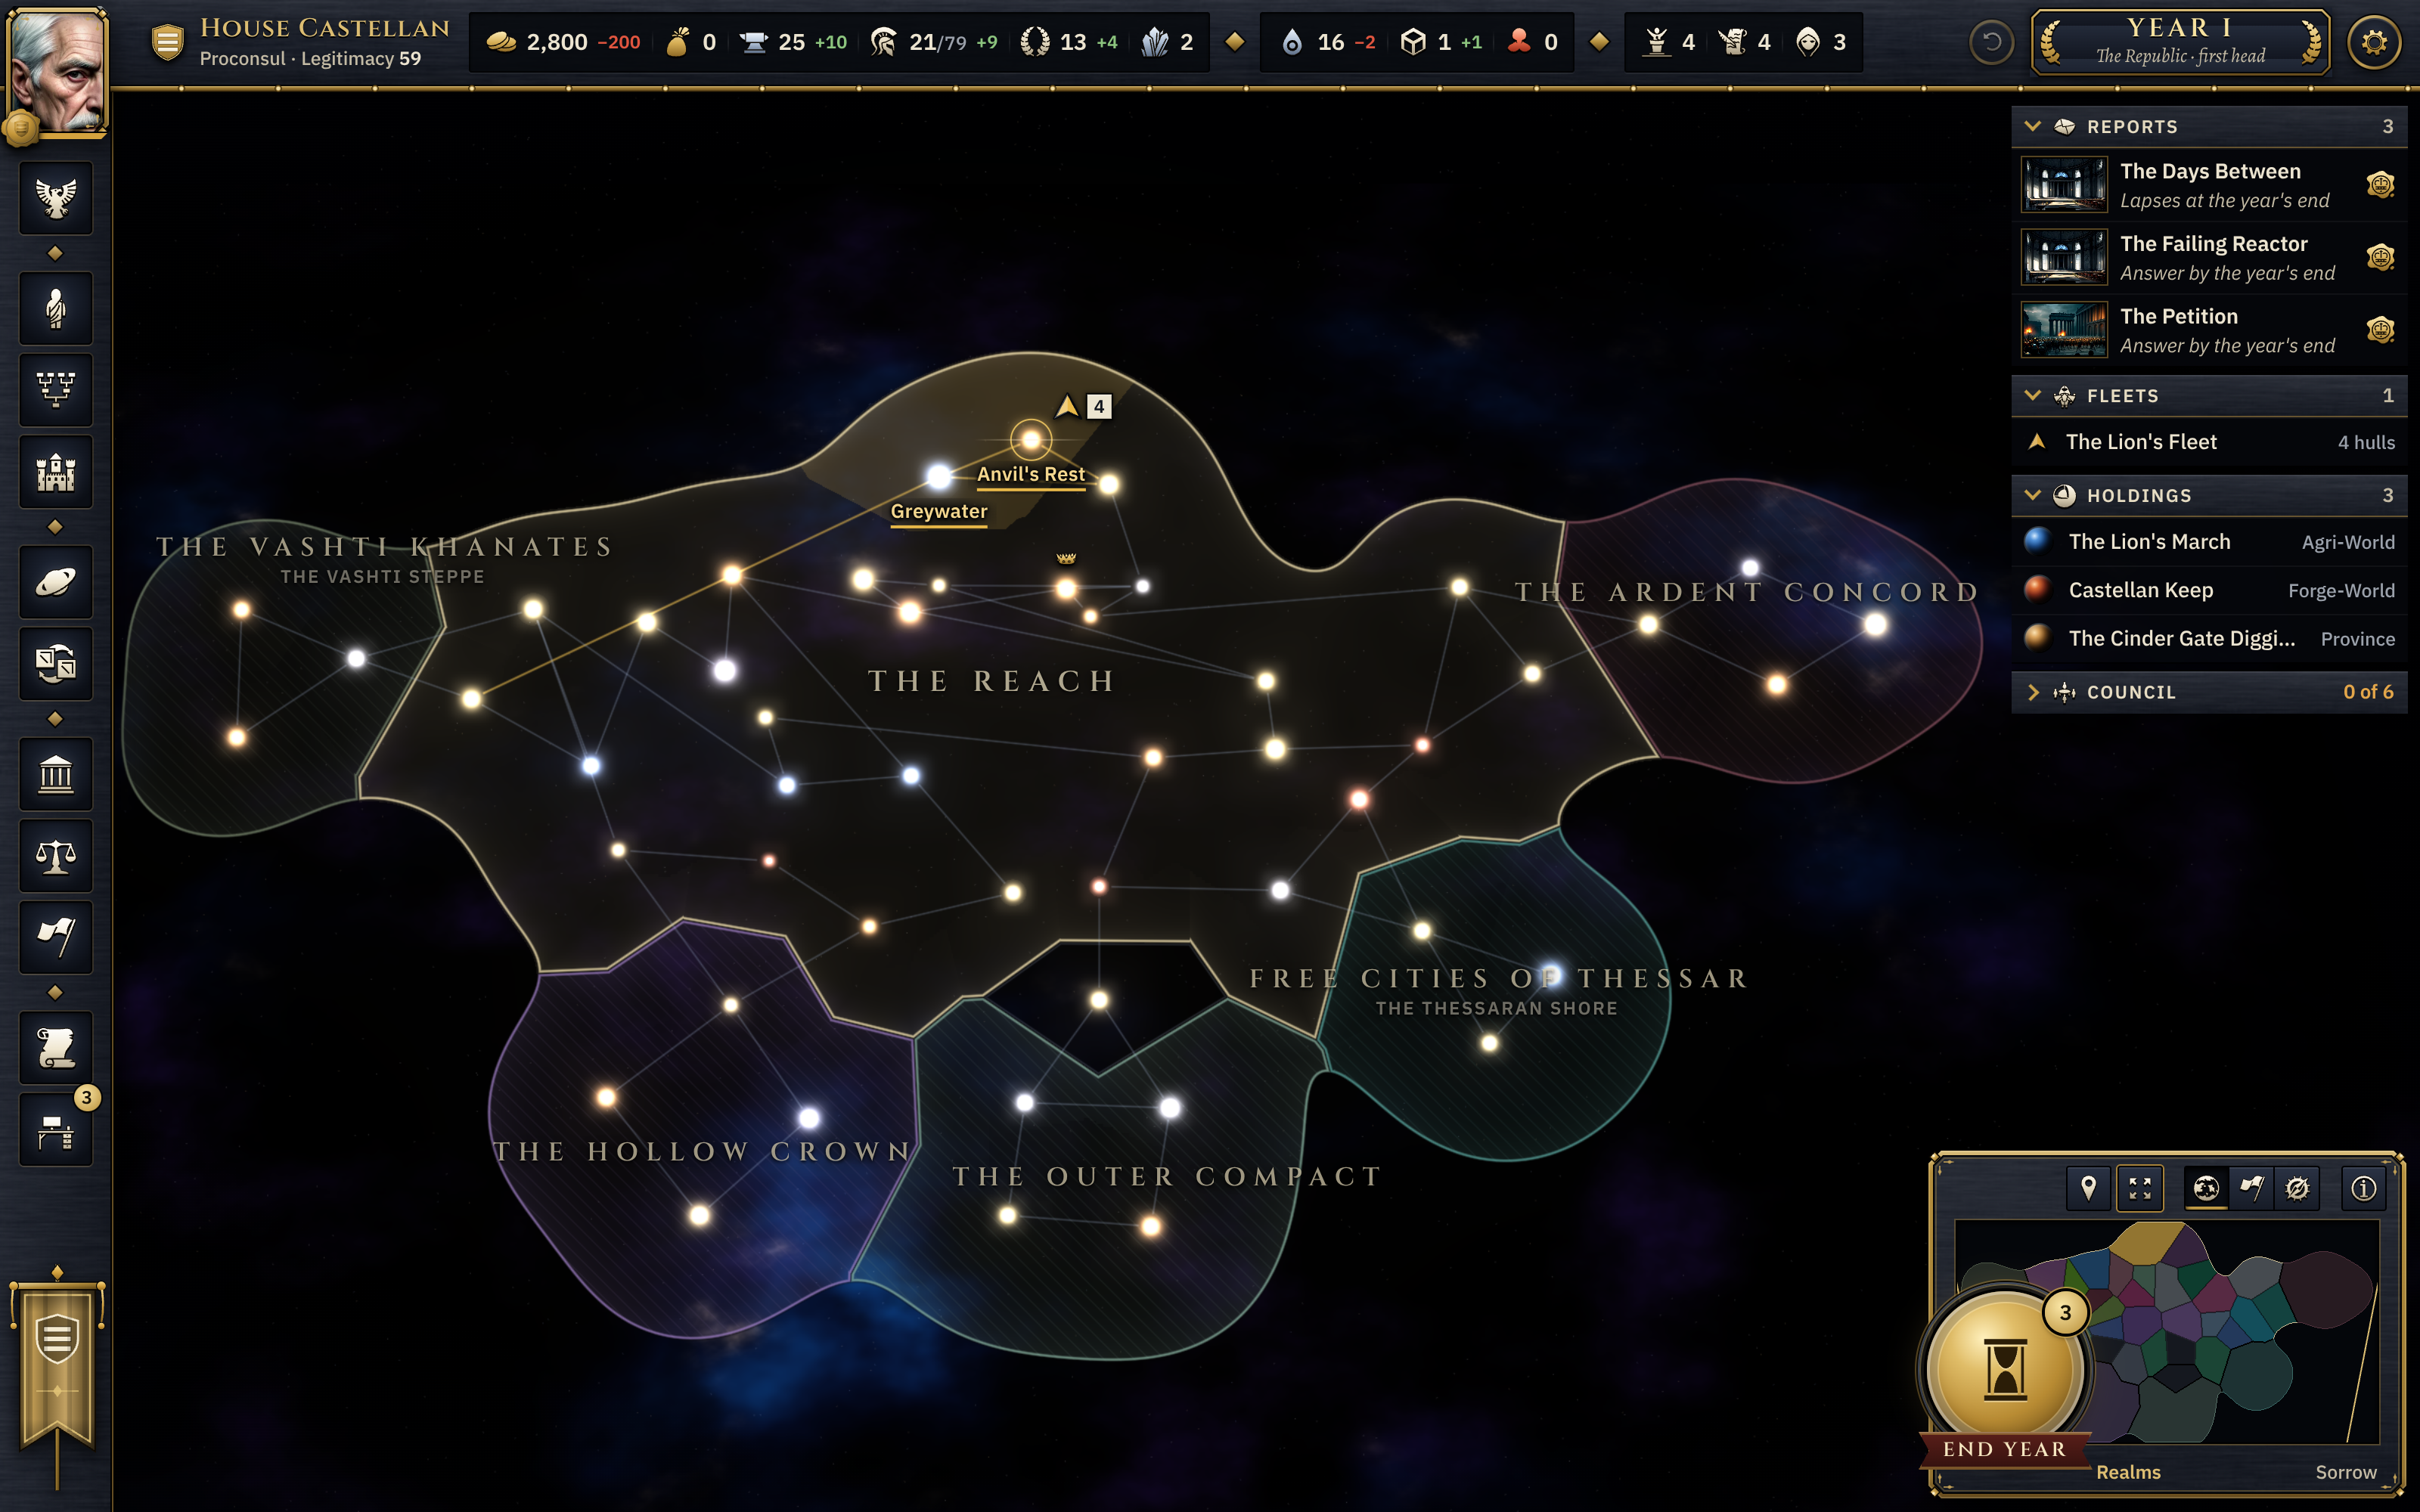 HOUSE CASTELLAN
Proconsul · Legitimacy 59
2,800 −200
0
25 +10
21/79 +9
13 +4
2
16 −2
1 +1
0
4
4
3
YEAR I
The Republic · first head
REPORTS 3
The Days Between
Lapses at the year's end
The Failing Reactor
Answer by the year's end
The Petition
Answer by the year's end
FLEETS 1
The Lion's Fleet 4 hulls
HOLDINGS 3
The Lion's March Agri-World
Castellan Keep Forge-World
The Cinder Gate Diggi... Province
COUNCIL 0 of 6
4
Anvil's Rest
Greywater
THE VASHTI KHANATES
THE VASHTI STEPPE
THE ARDENT CONCORD
THE REACH
FREE CITIES OF THESSAR
THE THESSARAN SHORE
THE HOLLOW CROWN
THE OUTER COMPACT
3
3
END YEAR
Realms
Sorrow